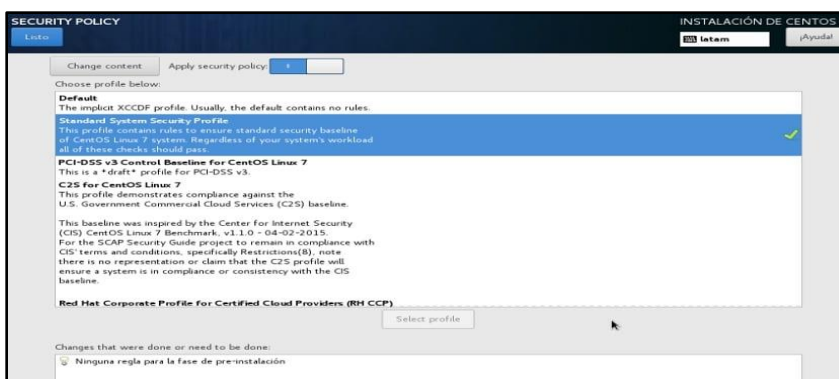 SECURITY POLICY
INSTALACIÓN DE CENTOS
Listo
latam
¡Ayuda!
Change content
Apply security policy:
Choose profile below:
Default
The implicit XCCDF profile. Usually, the default contains no rules.
Standard System Security Profile
This profile contains rules to ensure standard security baseline
of CentOS Linux 7 system. Regardless of your system's workload
all of these checks should pass.
PCI-DSS v3 Control Baseline for CentOS Linux 7
This is a *draft* profile for PCI-DSS v3.
C2S for CentOS Linux 7
This profile demonstrates compliance against the
U.S. Government Commercial Cloud Services (C2S) baseline.
This baseline was inspired by the Center for Internet Security
(CIS) CentOS Linux 7 Benchmark, v1.1.0 - 04-02-2015.
For the SCAP Security Guide project to remain in compliance with
CIS' terms and conditions, specifically Restrictions(8), note
there is no representation or claim that the C2S profile will
ensure a system is in compliance or consistency with the CIS
baseline.
Red Hat Corporate Profile for Certified Cloud Providers (RH CCP)
Select profile
Changes that were done or need to be done:
Ninguna regla para la fase de pre-instalación